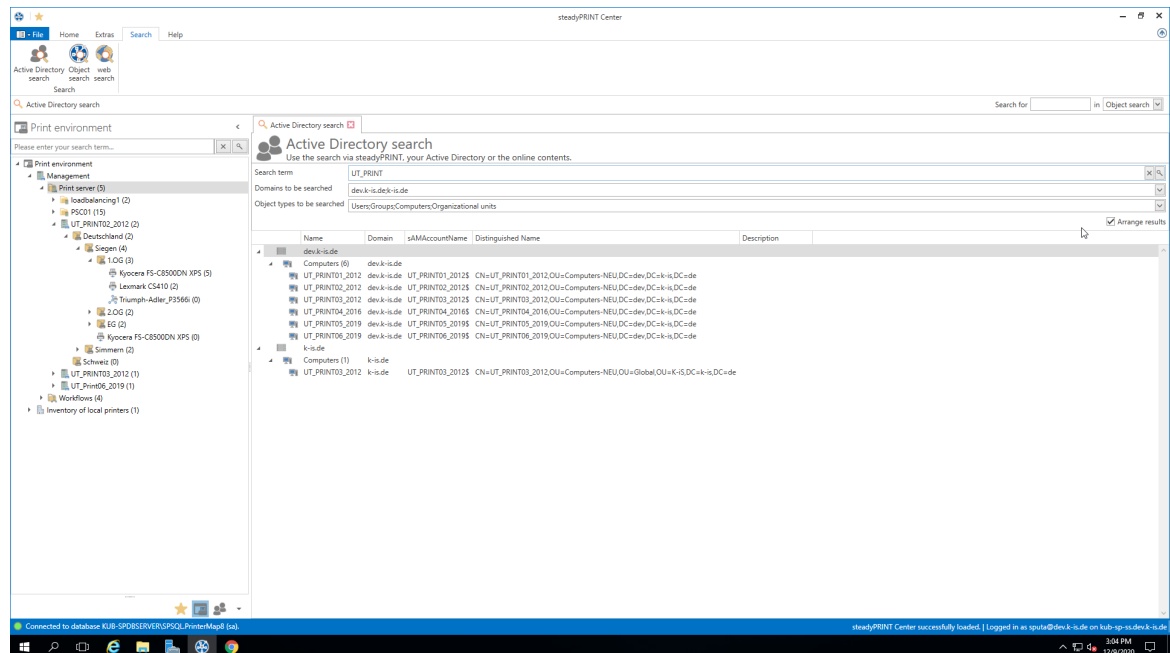 steadyPRINT Center
File Home Extras Search Help
Active Directory search
Object search
web search
Search
Active Directory search
Search for in Object search
Print environment
Please enter your search term...
Print environment
Management
Print server (5)
loadbalancing1 (2)
PSC01 (15)
UT_PRINT02_2012 (2)
Deutschland (2)
Siegen (4)
1.OG (3)
Kyocera FS-C8500DN XPS (5)
Lexmark CS410 (2)
Triumph-Adler_P3566i (0)
2.OG (2)
EG (2)
Kyocera FS-C8500DN XPS (0)
Simmern (2)
Schweiz (0)
UT_PRINT03_2012 (1)
UT_Print06_2019 (1)
Workflows (4)
Inventory of local printers (1)
Active Directory search
Active Directory search
Use the search via steadyPRINT, your Active Directory or the online contents.
Search term UT_PRINT
Domains to be searched dev.k-is.de;k-is.de
Object types to be searched Users;Groups;Computers;Organizational units
Arrange results
Name Domain sAMAccountName Distinguished Name Description
dev.k-is.de
Computers (6) dev.k-is.de
UT_PRINT01_2012 dev.k-is.de UT_PRINT01_2012$ CN=UT_PRINT01_2012,OU=Computers-NEU,DC=dev,DC=k-is,DC=de
UT_PRINT02_2012 dev.k-is.de UT_PRINT02_2012$ CN=UT_PRINT02_2012,OU=Computers-NEU,DC=dev,DC=k-is,DC=de
UT_PRINT03_2012 dev.k-is.de UT_PRINT03_2012$ CN=UT_PRINT03_2012,OU=Computers-NEU,DC=dev,DC=k-is,DC=de
UT_PRINT04_2016 dev.k-is.de UT_PRINT04_2016$ CN=UT_PRINT04_2016,OU=Computers-NEU,DC=dev,DC=k-is,DC=de
UT_PRINT05_2019 dev.k-is.de UT_PRINT05_2019$ CN=UT_PRINT05_2019,OU=Computers-NEU,DC=dev,DC=k-is,DC=de
UT_PRINT06_2019 dev.k-is.de UT_PRINT06_2019$ CN=UT_PRINT06_2019,OU=Computers-NEU,DC=dev,DC=k-is,DC=de
k-is.de
Computers (1) k-is.de
UT_PRINT03_2012 k-is.de UT_PRINT03_2012$ CN=UT_PRINT03_2012,OU=Computers-NEU,OU=Global,OU=K-iS,DC=k-is,DC=de
Connected to database KUB-SPDBSERVER\SPSQL.PrinterMap8 (sa).
steadyPRINT Center successfully loaded. | Logged in as sputa@dev.k-is.de on kub-sp-ss.dev.k-is.de
3:04 PM
12/9/2020